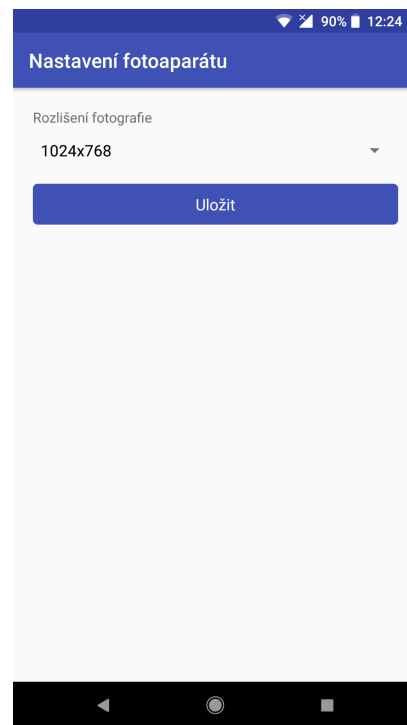 90% 12:24
Nastavení fotoaparátu
Rozlišení fotografie
1024x768
Uložit